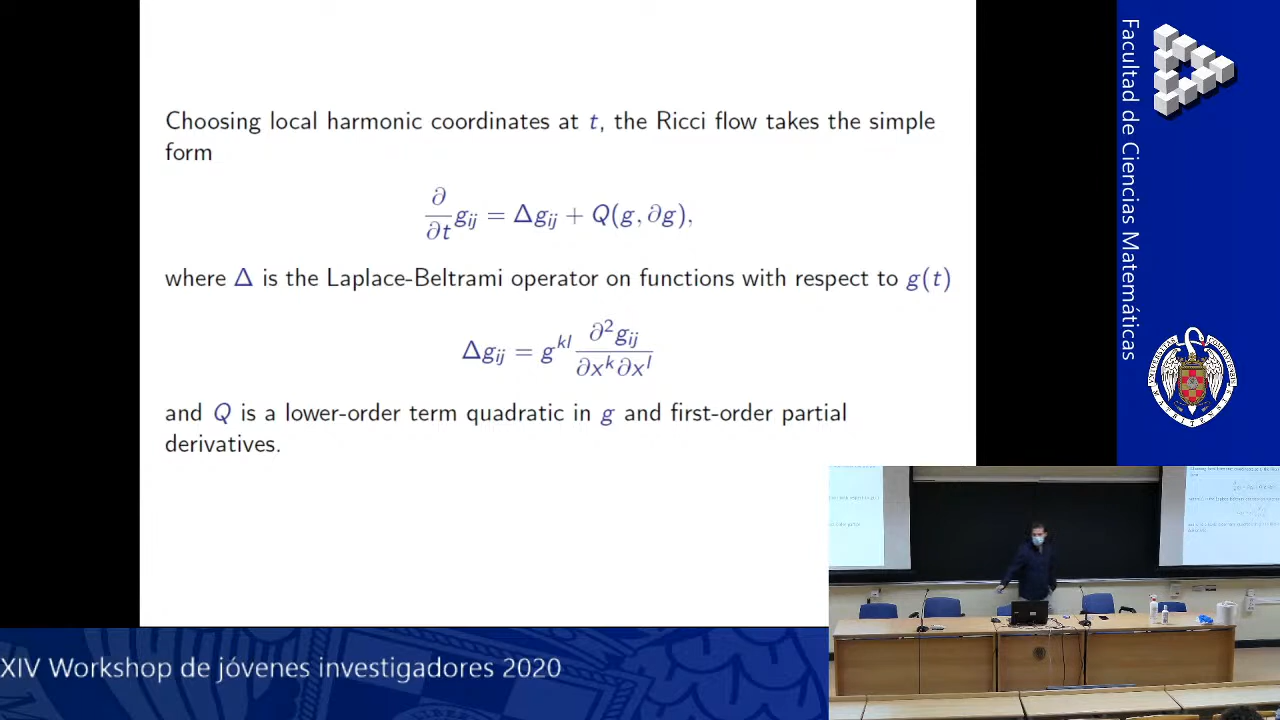 Choosing local harmonic coordinates at t, the Ricci flow takes the simple
form
∂/∂t g_ij = Δg_ij + Q(g, ∂g),
where Δ is the Laplace-Beltrami operator on functions with respect to g(t)
Δg_ij = g^kl ∂²g_ij/∂x^k∂x^l
and Q is a lower-order term quadratic in g and first-order partial
derivatives.
Facultad de Ciencias Matemáticas
XIV Workshop de jóvenes investigadores 2020